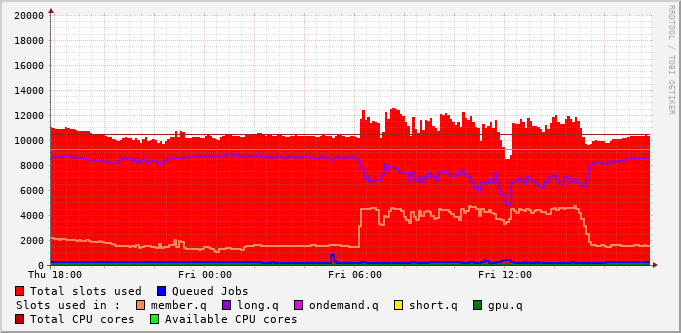 20000
18000
16000
14000
12000
10000
8000
6000
4000
2000
0
Thu 18:00 Fri 00:00 Fri 06:00 Fri 12:00
RRDTOOL / TOBI OETIKER
Total slots used Queued Jobs
Slots used in : member.q long.q ondemand.q short.q gpu.q
Total CPU cores Available CPU cores